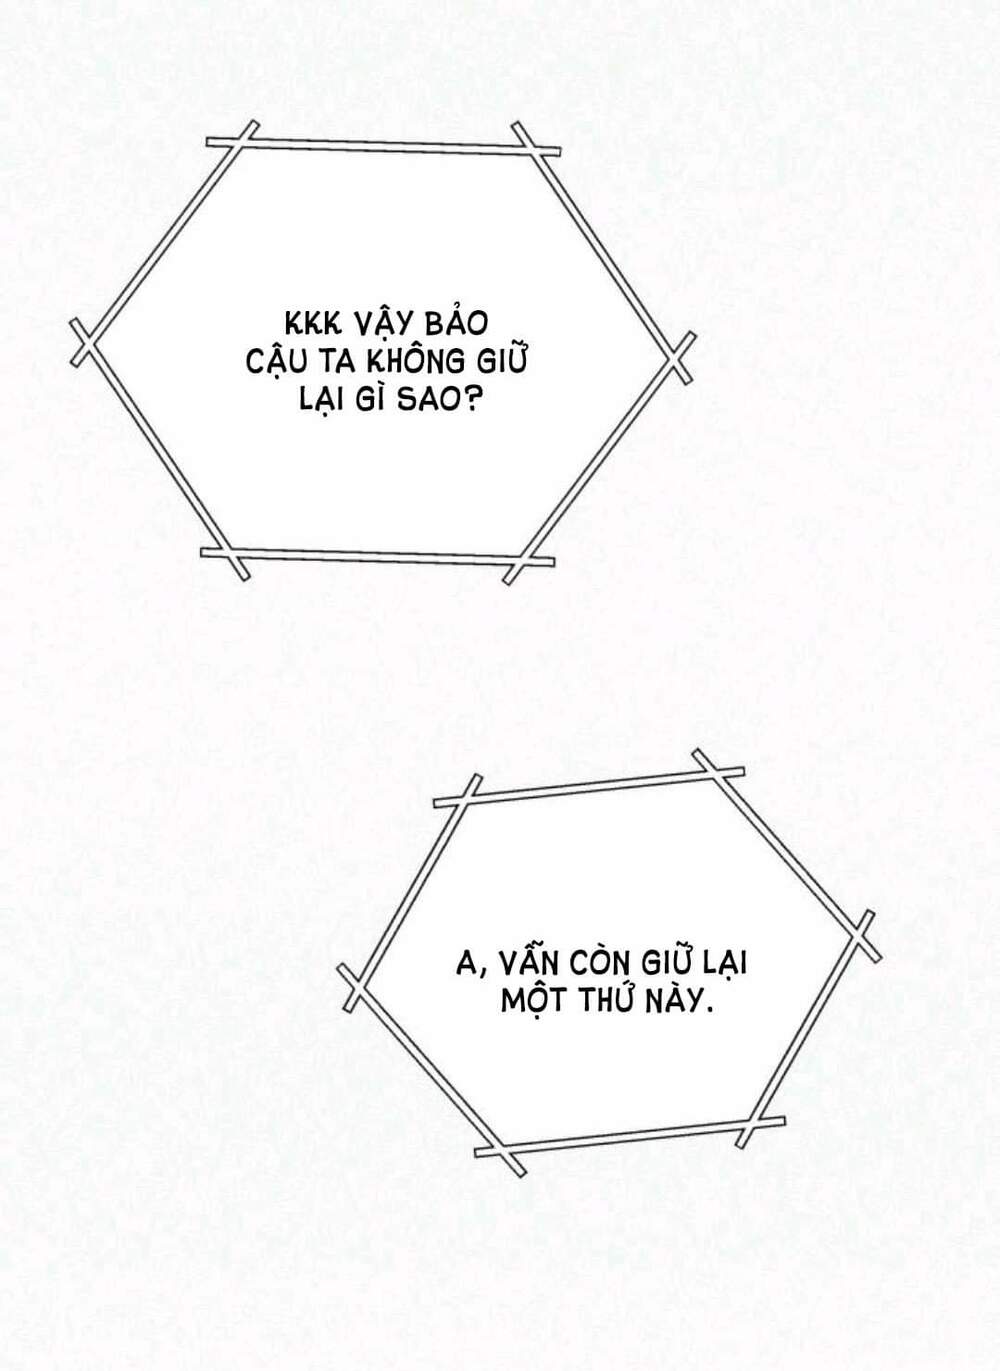 KKK VẬY BẢO
CẬU TA KHÔNG GIỮ
LẠI GÌ SAO?
A, VẪN CÒN GIỮ LẠI
MỘT THỨ NÀY.